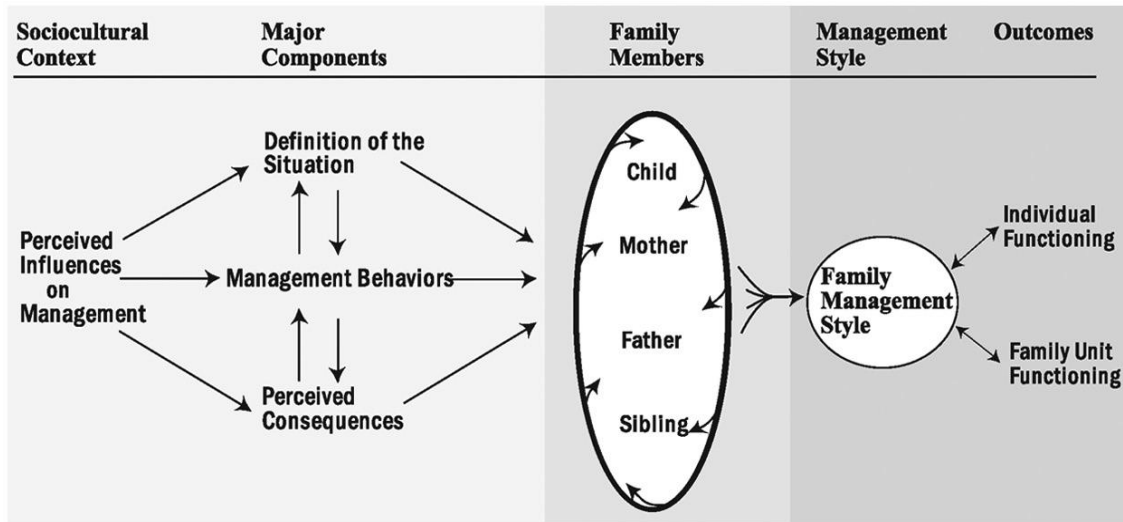 Sociocultural
Context
Major
Components
Family
Members
Management
Style
Outcomes
Perceived
Influences
on
Management
Definition of the
Situation
Management Behaviors
Perceived
Consequences
Child
Mother
Father
Sibling
Family
Management
Style
Individual
Functioning
Family Unit
Functioning